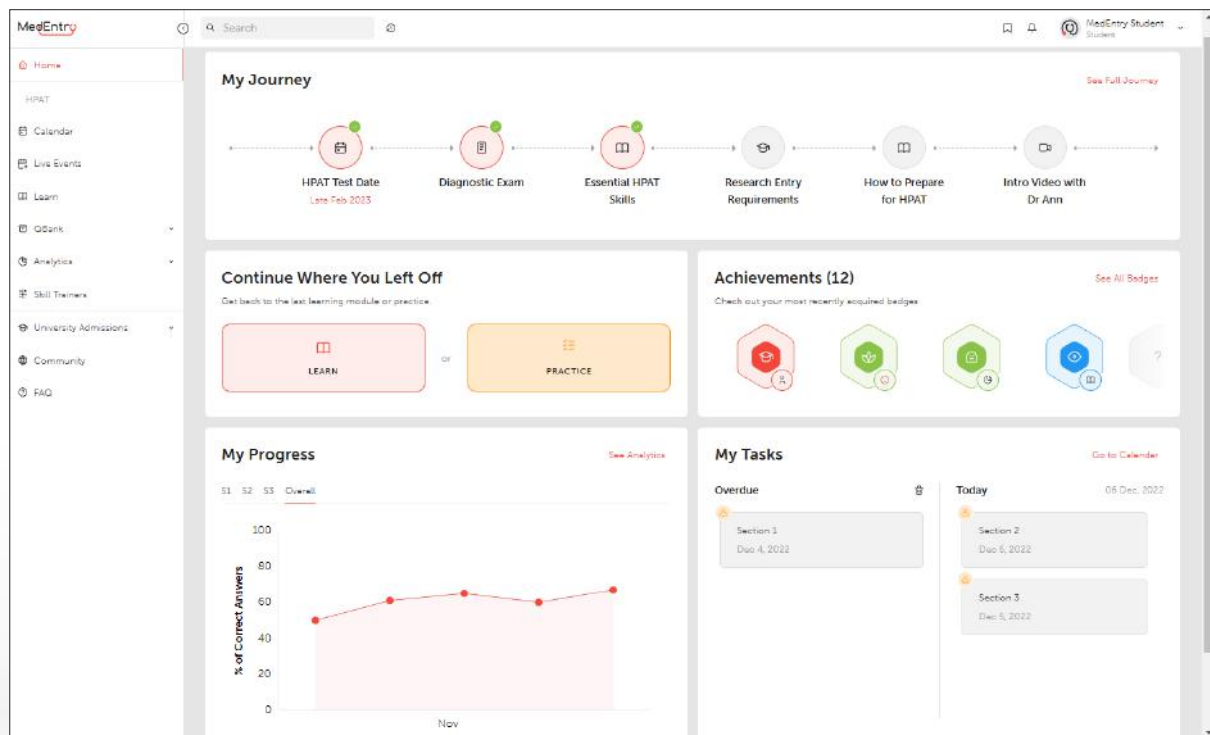 MedEntry
Search
MedEntry Student
Student
Home
HPAT
Calendar
Live Events
Learn
QBank
Analytics
Skill Trainers
University Admissions
Community
FAQ
My Journey
See Full Journey
HPAT Test Date
Late Feb 2023
Diagnostic Exam
Essential HPAT
Skills
Research Entry
Requirements
How to Prepare
for HPAT
Intro Video with
Dr Ann
Continue Where You Left Off
Get back to the last learning module or practice
LEARN
or
PRACTICE
Achievements (12)
See All Badges
Check out your most recently acquired badges
?
My Progress
See Analytics
S1 S2 S3 Overall
% of Correct Answers
100
80
60
40
20
0
Nov
My Tasks
Go to Calender
Overdue
Section 1
Dec 4, 2022
Today
06 Dec, 2022
Section 2
Dec 6, 2022
Section 3